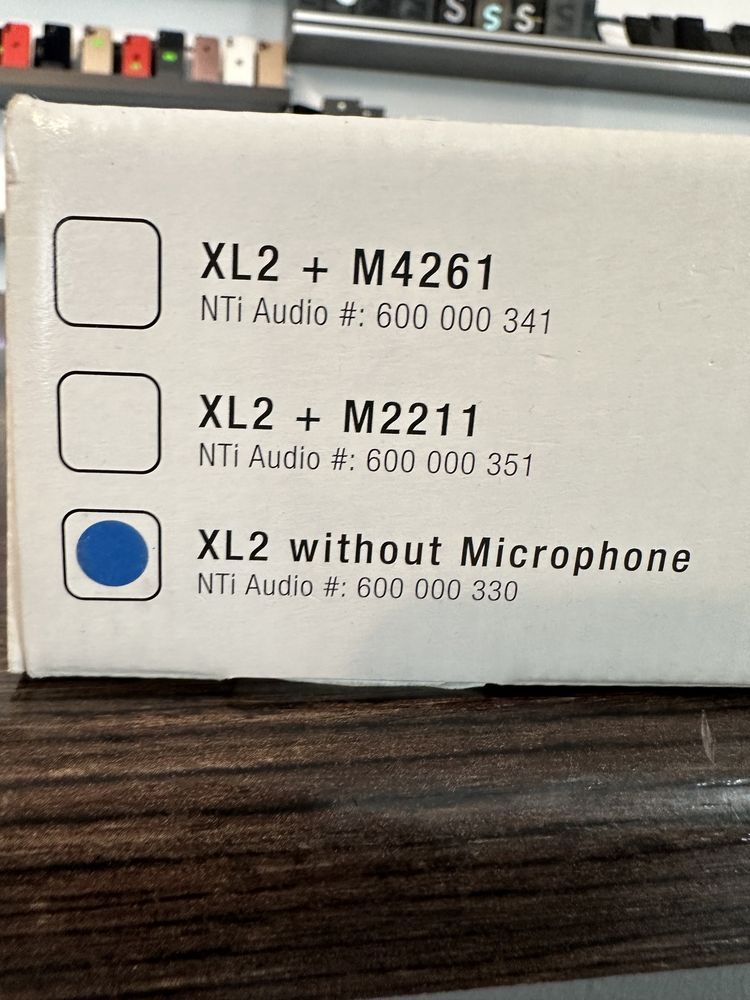 S S S S
XL2 + M4261
NTi Audio #: 600 000 341
XL2 + M2211
NTi Audio #: 600 000 351
XL2 without Microphone
NTi Audio #: 600 000 330